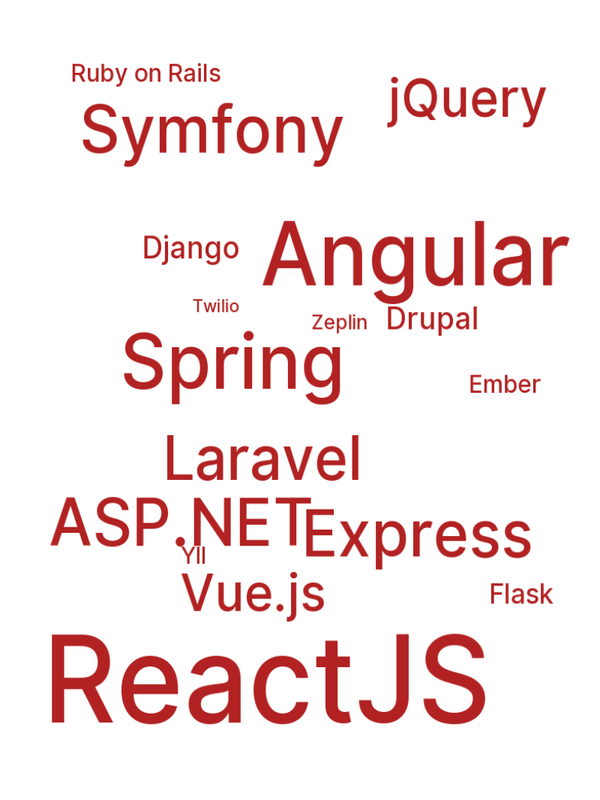 Ruby on Rails
jQuery
Symfony
Django
Angular
Twilio
Zeplin
Drupal
Spring
Ember
Laravel
ASP.NET
Express
YII
Vue.js
Flask
ReactJS